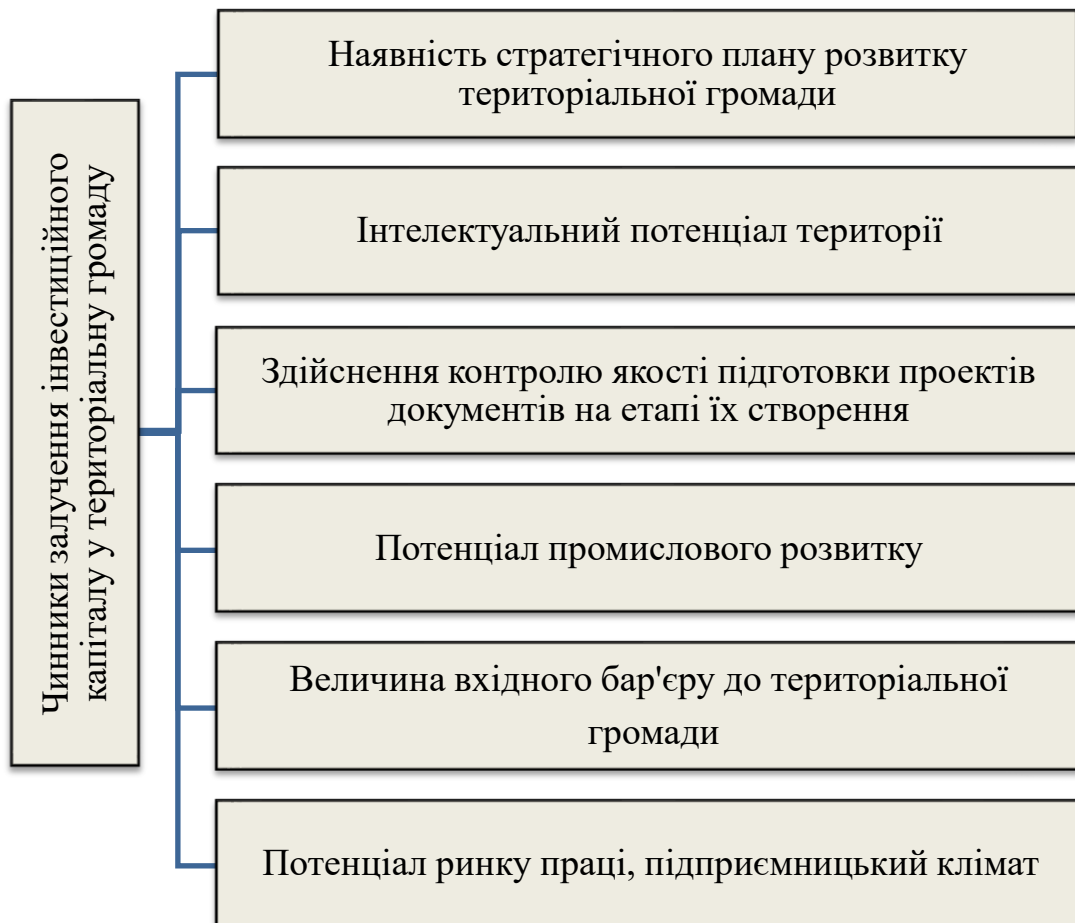 Чинники залучення інвестиційного
капіталу у територіальну громаду
Наявність стратегічного плану розвитку
територіальної громади
Інтелектуальний потенціал території
Здійснення контролю якості підготовки проектів
документів на етапі їх створення
Потенціал промислового розвитку
Величина вхідного бар'єру до територіальної
громади
Потенціал ринку праці, підприємницький клімат